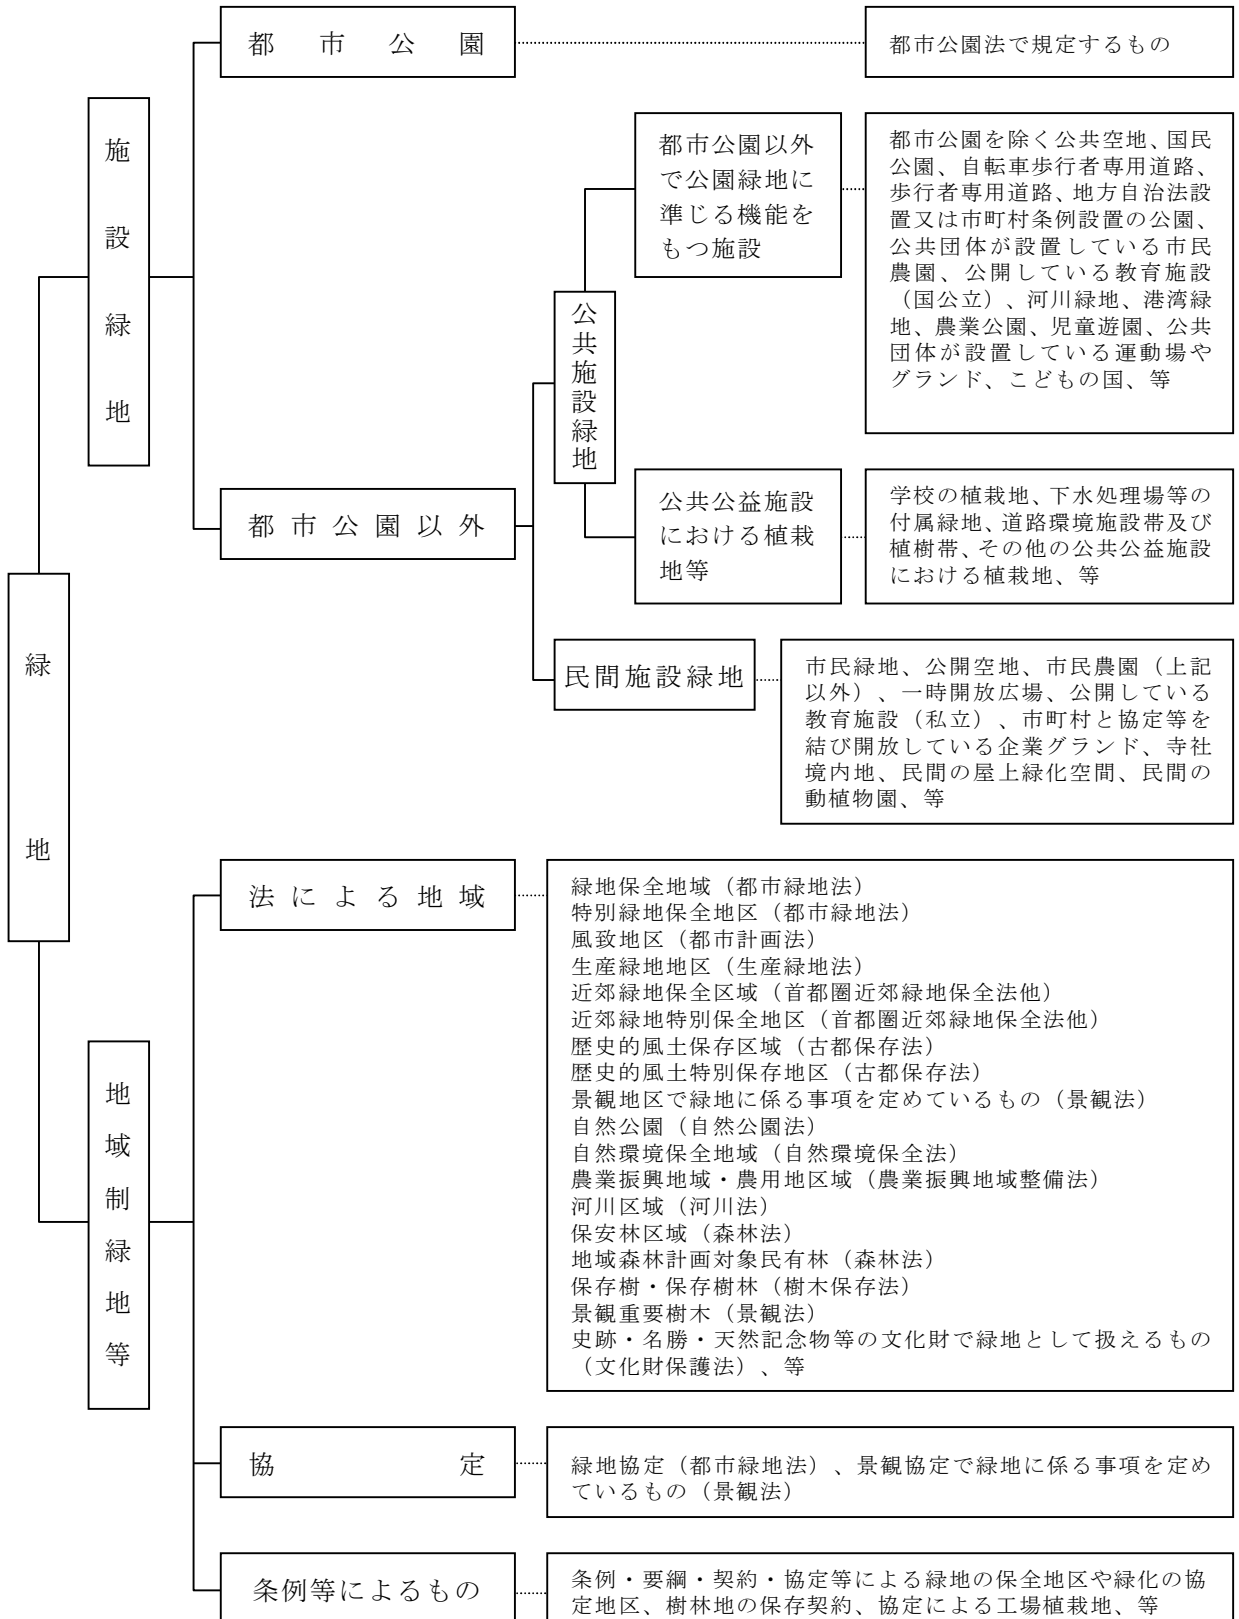 緑地
施設緑地
都市公園
都市公園法で規定するもの
都市公園以外
公共施設緑地
都市公園以外
で公園緑地に
準じる機能を
もつ施設
都市公園を除く公共空地、国民
公園、自転車歩行者専用道路、
歩行者専用道路、地方自治法設
置又は市町村条例設置の公園、
公共団体が設置している市民
農園、公開している教育施設
（国公立）、河川緑地、港湾緑
地、農業公園、児童遊園、公共
団体が設置している運動場や
グランド、こどもの国、等
公共公益施設
における植栽
地等
学校の植栽地、下水処理場等の
付属緑地、道路環境施設帯及び
植樹帯、その他の公共公益施設
における植栽地、等
民間施設緑地
市民緑地、公開空地、市民農園（上記
以外）、一時開放広場、公開している
教育施設（私立）、市町村と協定等を
結び開放している企業グランド、寺社
境内地、民間の屋上緑化空間、民間の
動植物園、等
地域制緑地等
法による地域
緑地保全地域（都市緑地法）
特別緑地保全地区（都市緑地法）
風致地区（都市計画法）
生産緑地地区（生産緑地法）
近郊緑地保全区域（首都圏近郊緑地保全法他）
近郊緑地特別保全地区（首都圏近郊緑地保全法他）
歴史的風土保存区域（古都保存法）
歴史的風土特別保存地区（古都保存法）
景観地区で緑地に係る事項を定めているもの（景観法）
自然公園（自然公園法）
自然環境保全地域（自然環境保全法）
農業振興地域・農用地区域（農業振興地域整備法）
河川区域（河川法）
保安林区域（森林法）
地域森林計画対象民有林（森林法）
保存樹・保存樹林（樹木保存法）
景観重要樹木（景観法）
史跡・名勝・天然記念物等の文化財で緑地として扱えるもの
（文化財保護法）、等
協定
緑地協定（都市緑地法）、景観協定で緑地に係る事項を定め
ているもの（景観法）
条例等によるもの
条例・要綱・契約・協定等による緑地の保全地区や緑化の協
定地区、樹林地の保存契約、協定による工場植栽地、等